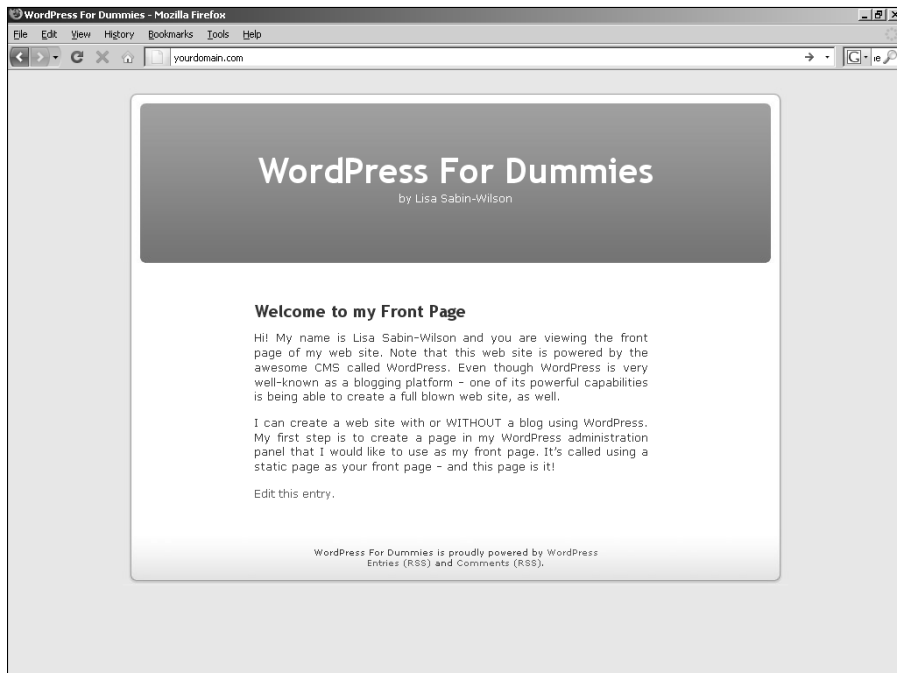 WordPress For Dummies - Mozilla Firefox
File Edit View History Bookmarks Tools Help
yourdomain.com
G
WordPress For Dummies
by Lisa Sabin-Wilson
Welcome to my Front Page
Hi! My name is Lisa Sabin-Wilson and you are viewing the front
page of my web site. Note that this web site is powered by the
awesome CMS called WordPress. Even though WordPress is very
well-known as a blogging platform – one of its powerful capabilities
is being able to create a full blown web site, as well.
I can create a web site with or WITHOUT a blog using WordPress.
My first step is to create a page in my WordPress administration
panel that I would like to use as my front page. It's called using a
static page as your front page – and this page is it!
Edit this entry.
WordPress For Dummies is proudly powered by WordPress
Entries (RSS) and Comments (RSS).